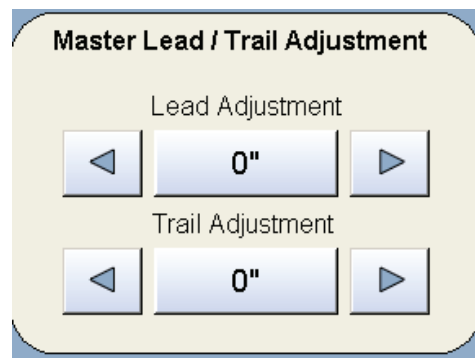 Master Lead / Trail Adjustment
Lead Adjustment
0"
Trail Adjustment
0"